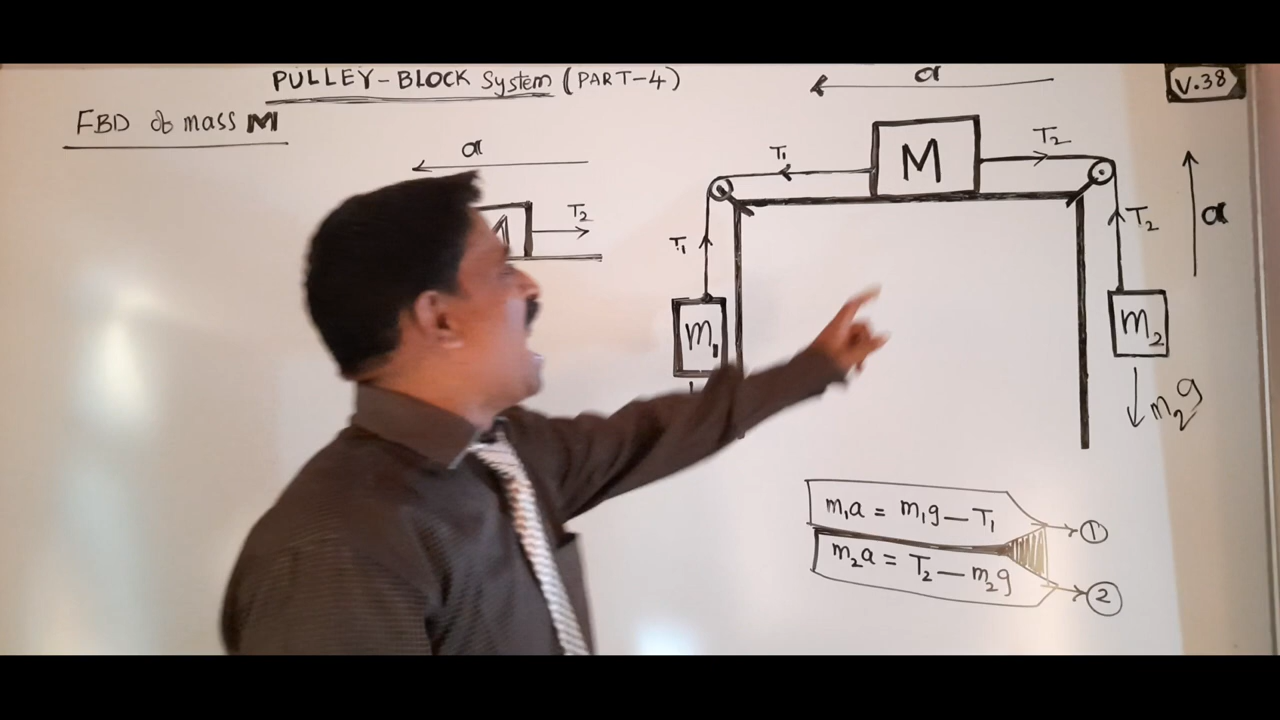 PULLEY-BLOCK System (PART-4)
V.38
FBD of mass M
a
a
T₁
M
T₂
T₂
T₁
T₂
a
m₁
m₂
m₂g
m₁a = m₁g - T₁
1
m₂a = T₂ - m₂g
2